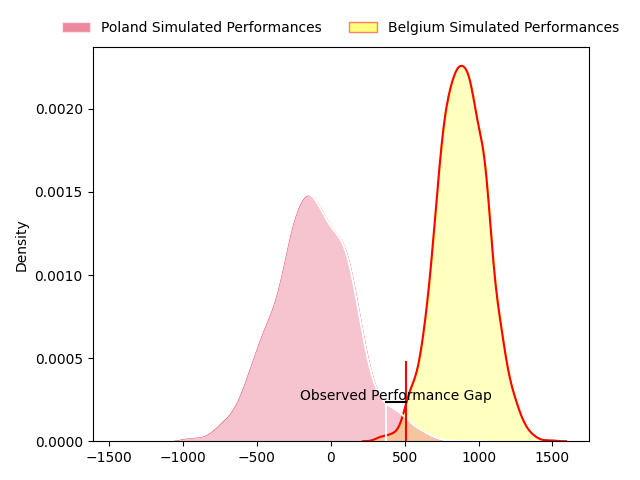 Poland Simulated Performances
Belgium Simulated Performances
0.0020
0.0015
0.0010
0.0005
0.0000
Density
Observed Performance Gap
−1500 −1000 −500 0 500 1000 1500